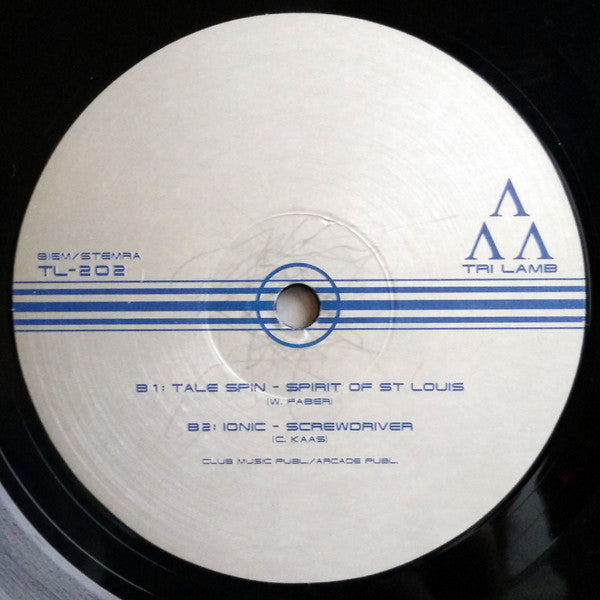 Λ
Λ Λ
TRI LAMB
BIEM/STEMRA
TL-202
B1: TALE SPIN - SPIRIT OF ST LOUIS
(W. FABER)
B2: IONIC - SCREWDRIVER
(C. KAAS)
CLUB MUSIC PUBL./ARCADE PUBL.